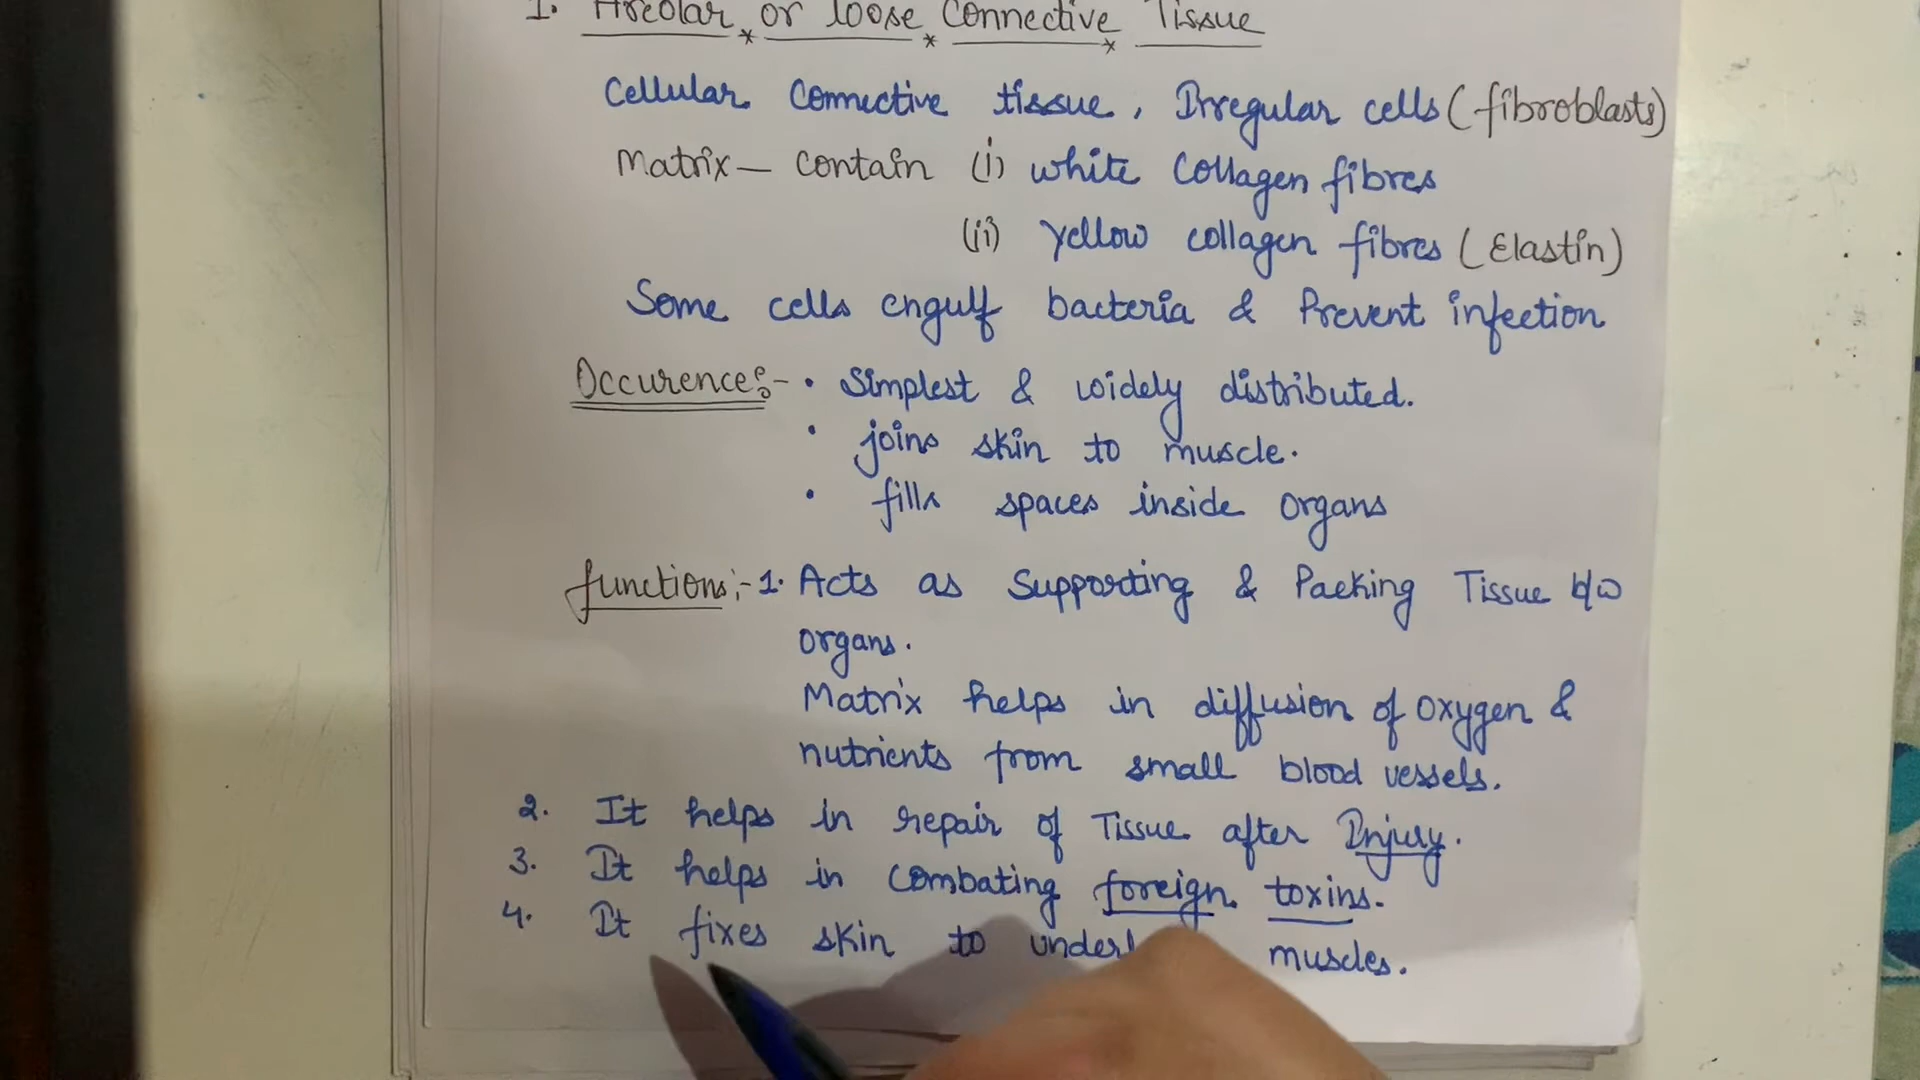 1. Areolar or loose Connective Tissue
Cellular Connective tissue, Irregular cells (fibroblasts)
Matrix — contain (i) white Collagen fibres
(ii) yellow collagen fibres (Elastin)
Some cells engulf bacteria & Prevent infection
Occurence:- • Simplest & widely distributed.
• joins skin to muscle.
• fills spaces inside organs
functions:- 1. Acts as Supporting & Packing Tissue b/w
organs.
Matrix helps in diffusion of oxygen &
nutrients from small blood vessels.
2. It helps in repair of Tissue after Injury.
3. It helps in combating foreign toxins.
4. It fixes skin to muscles.